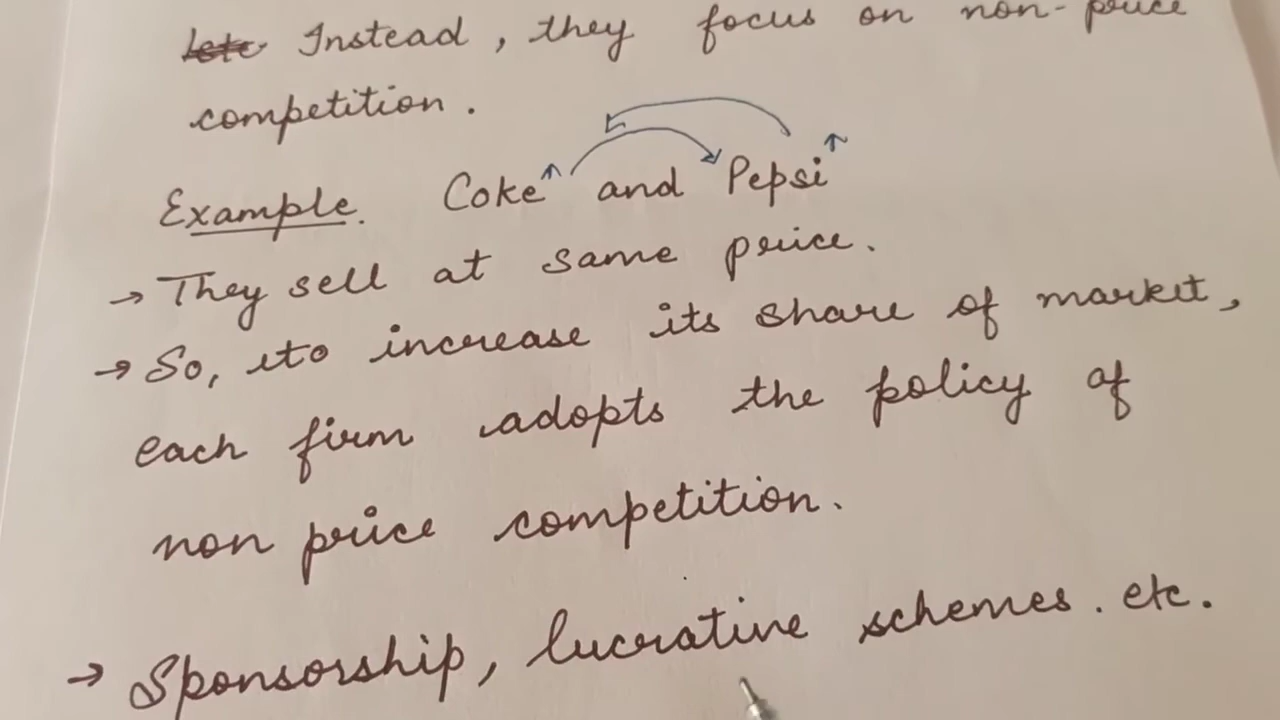 Instead, they focus on non-price
competition.
Example. Coke and Pepsi
→ They sell at same price.
→ So, to increase its share of market,
each firm adopts the policy of
non price competition.
→ Sponsorship, lucrative schemes. etc.